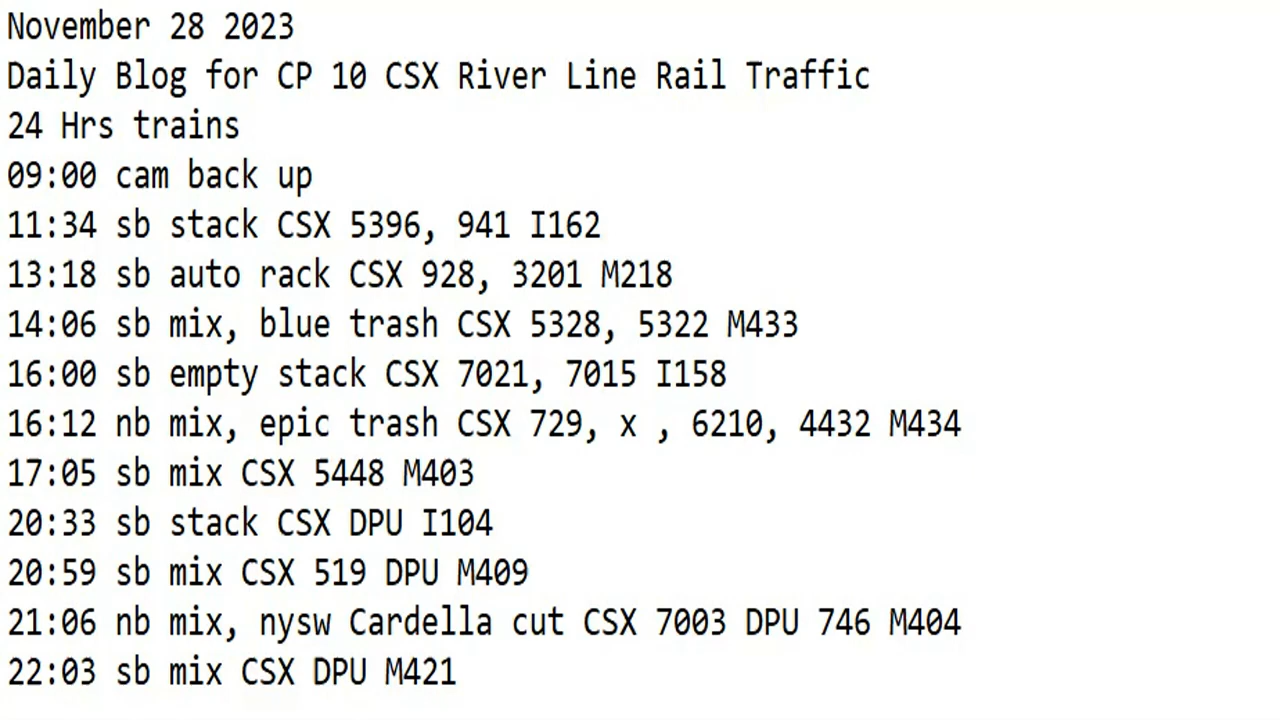 November 28 2023
Daily Blog for CP 10 CSX River Line Rail Traffic
24 Hrs trains
09:00 cam back up
11:34 sb stack CSX 5396, 941 I162
13:18 sb auto rack CSX 928, 3201 M218
14:06 sb mix, blue trash CSX 5328, 5322 M433
16:00 sb empty stack CSX 7021, 7015 I158
16:12 nb mix, epic trash CSX 729, x , 6210, 4432 M434
17:05 sb mix CSX 5448 M403
20:33 sb stack CSX DPU I104
20:59 sb mix CSX 519 DPU M409
21:06 nb mix, nysw Cardella cut CSX 7003 DPU 746 M404
22:03 sb mix CSX DPU M421